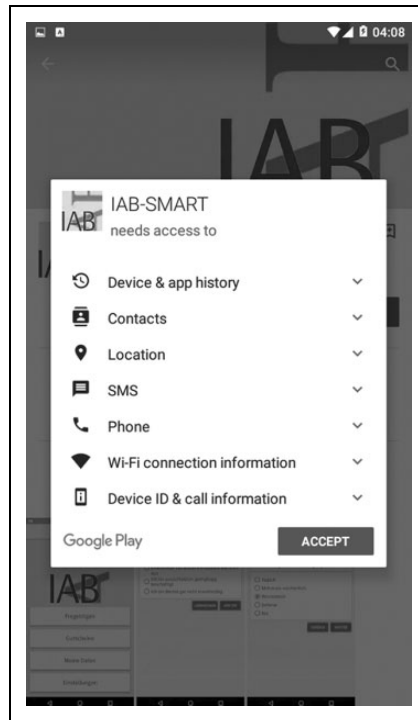 04:08
IAB
IAB
IAB-SMART
needs access to
Device & app history
Contacts
Location
SMS
Phone
Wi-Fi connection information
Device ID & call information
Google Play
ACCEPT
IAB
Einstellungen